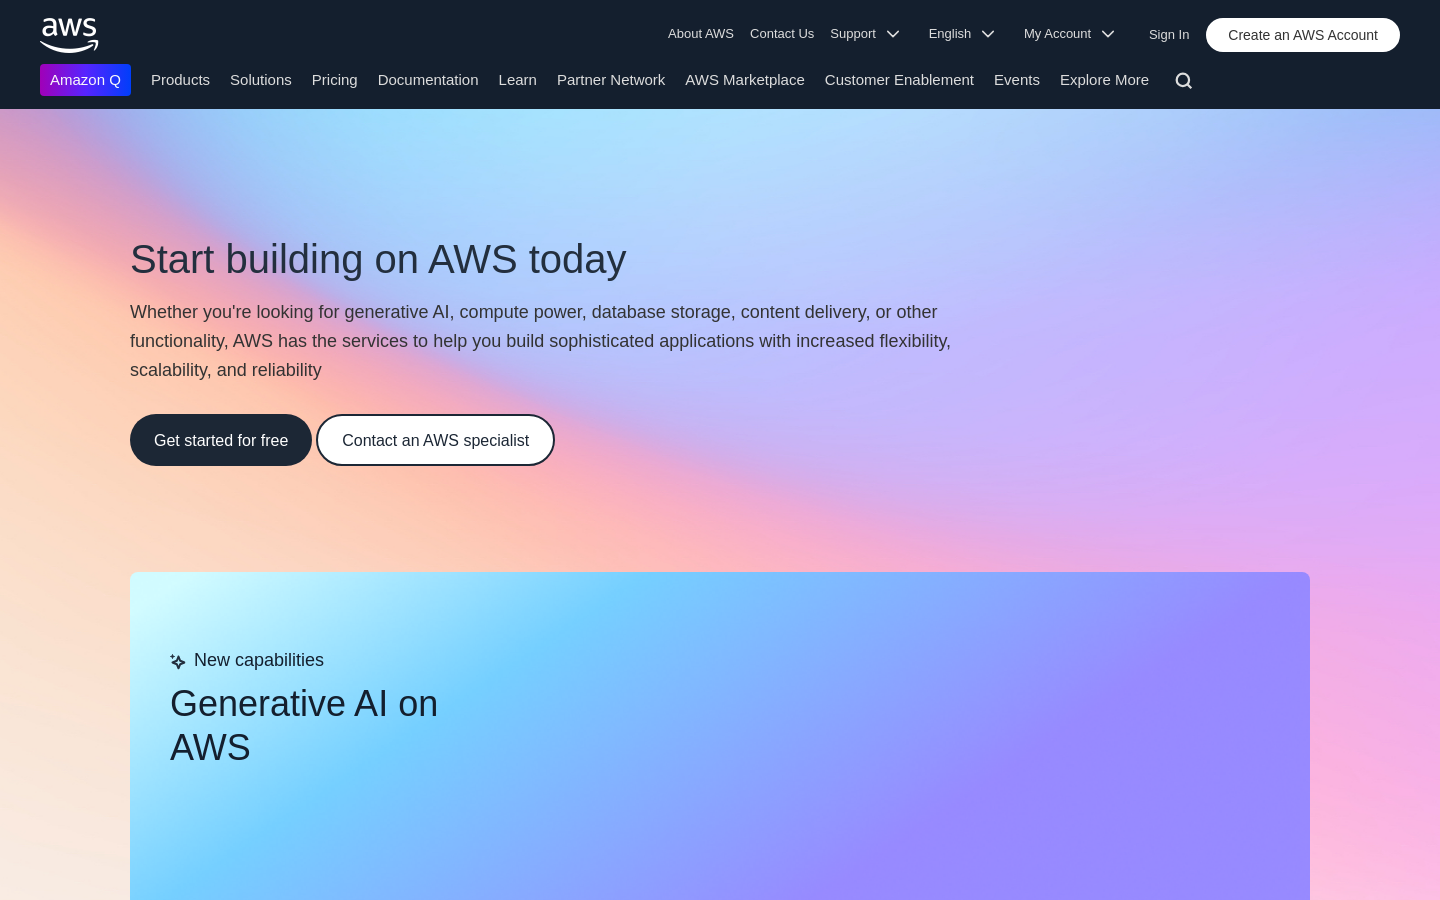 aws
About AWS
Contact Us
Support
English
My Account
Sign In
Create an AWS Account
Amazon Q
Products
Solutions
Pricing
Documentation
Learn
Partner Network
AWS Marketplace
Customer Enablement
Events
Explore More
Start building on AWS today
Whether you're looking for generative AI, compute power, database storage, content delivery, or other
functionality, AWS has the services to help you build sophisticated applications with increased flexibility,
scalability, and reliability
Get started for free
Contact an AWS specialist
New capabilities
Generative AI on
AWS